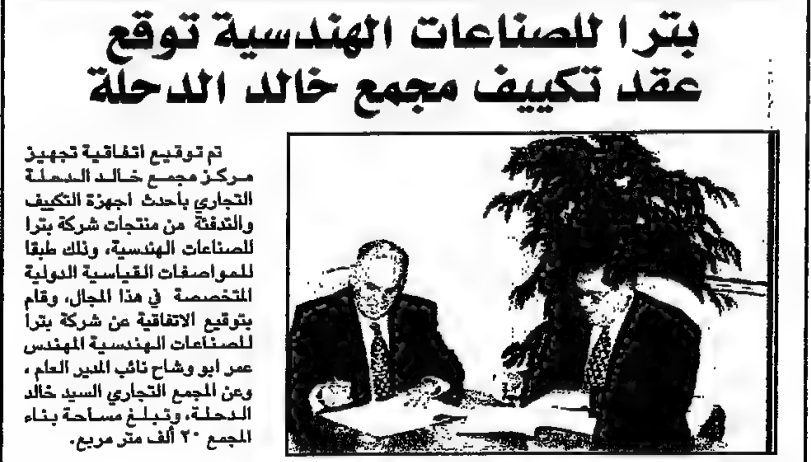 بترا للصناعات الهندسية توقع
عقد تكييف مجمع خالد الدحلة
تم توقيع اتفاقية تجهيز
مركز مجمع خالد الدحلة
التجاري بأحدث اجهزة التكييف
والتدفئة من منتجات شركة بترا
للصناعات الهندسية، وذلك طبقا
للمواصفات القياسية الدولية
المتخصصة في هذا المجال، وقام
بتوقيع الاتفاقية عن شركة بترا
للصناعات الهندسية المهندس
عمر ابو وشاح نائب المدير العام ،
وعن المجمع التجاري السيد خالد
الدحلة، وتبلغ مساحة بناء
المجمع ٢٠ ألف متر مربع.